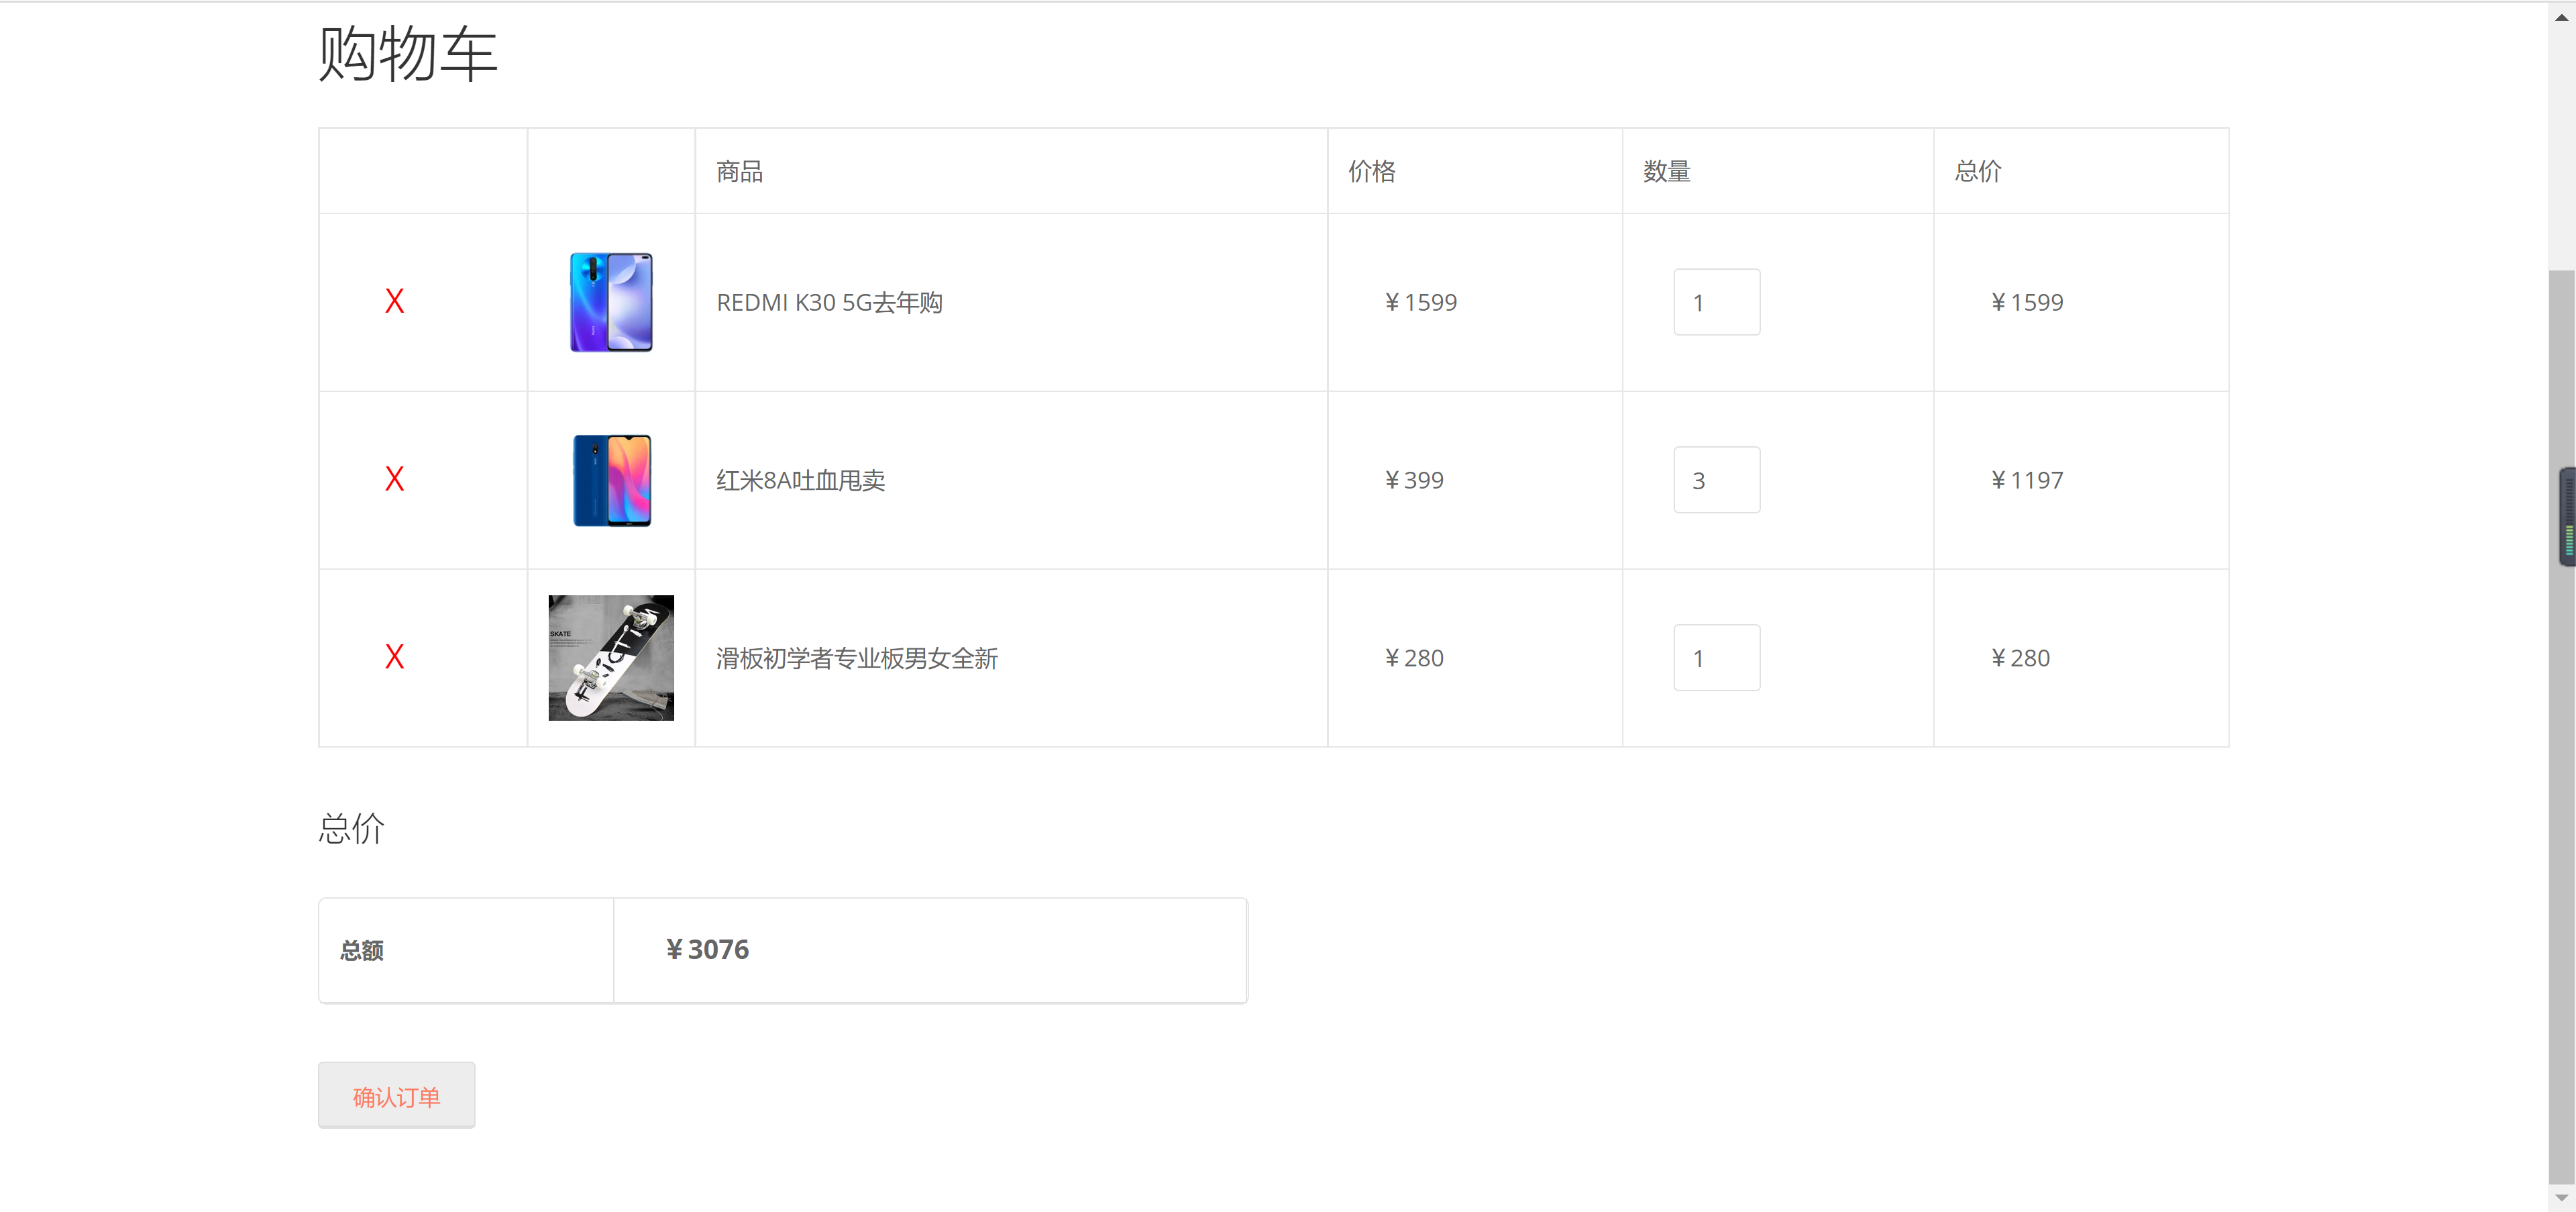 购物车
商品 价格 数量 总价
X REDMI K30 5G去年购 ¥1599 1 ¥1599
X 红米8A吐血甩卖 ¥399 3 ¥1197
SKATE
X 滑板初学者专业板男女全新 ¥280 1 ¥280
总价
总额 ¥3076
确认订单